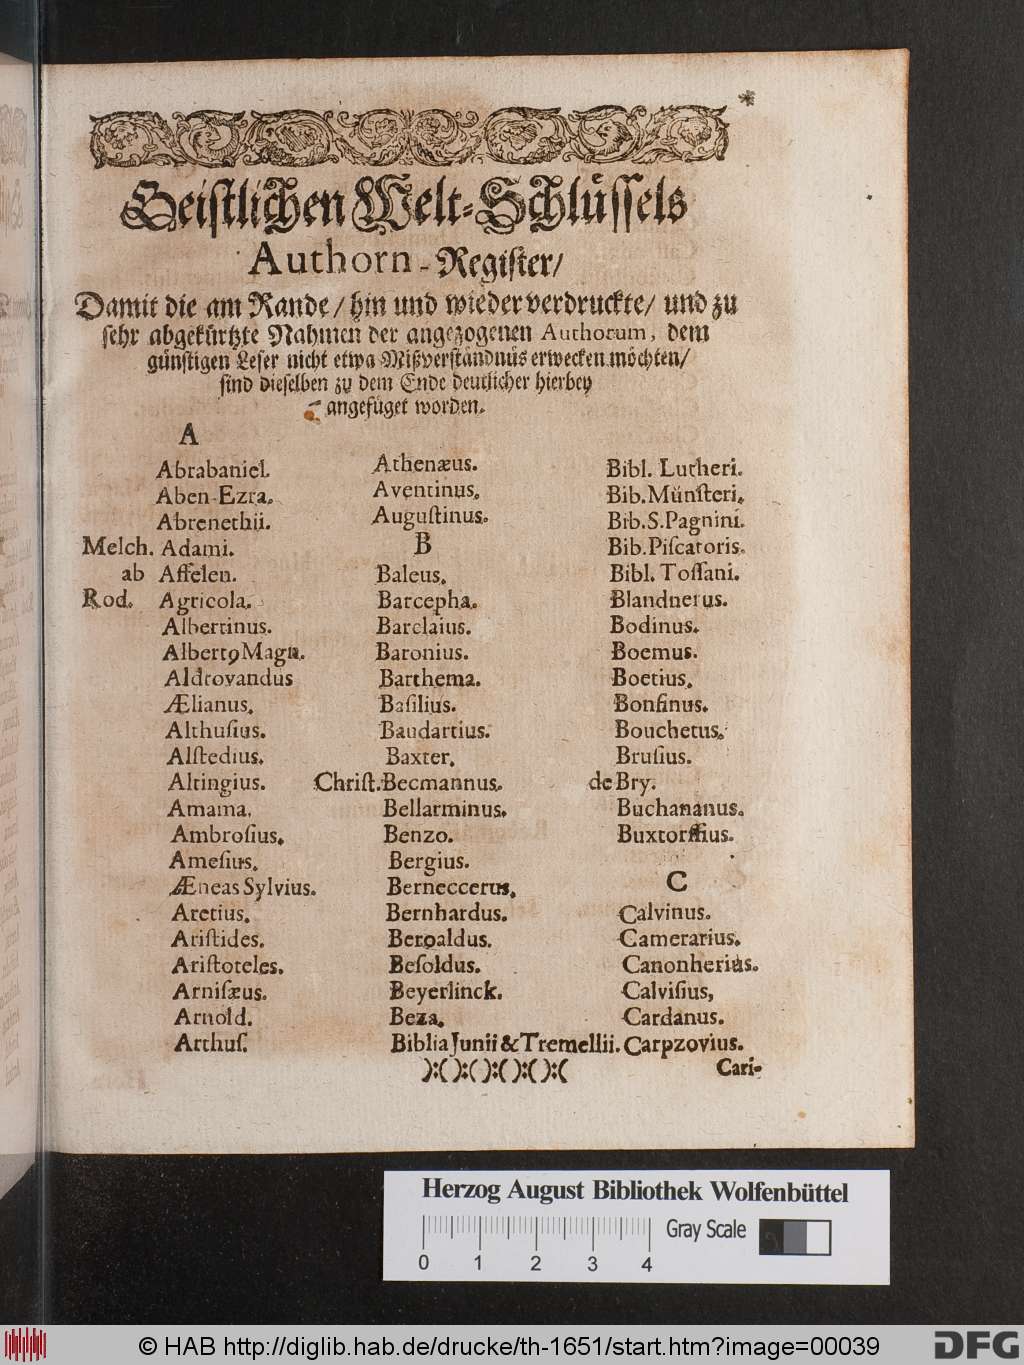 Geistlichen Welt-Schlüssels
Authorn-Register/
Damit die am Rande/ hin und wieder verdruckte/ und zu
sehr abgekürtzte Nahmen der angezogenen Authorum, dem
günstigen Leser nicht etwa Mißverständnüs erwecken möchten/
sind dieselben zu dem Ende deutlicher hierbey
angefüget worden.
A
Abrabaniel.
Aben-Ezra.
Abrenethii.
Melch. Adami.
ab Affelen.
Rod. Agricola.
Albertinus.
Albert9 Magn.
Aldrovandus
Ælianus.
Althuſius.
Alſtedius.
Altingius.
Amama.
Ambroſius.
Ameſius.
Æneas Sylvius.
Aretius.
Ariſtides.
Ariſtoteles.
Arniſæus.
Arnold.
Arthuſ.
Athenæus.
Aventinus.
Auguſtinus.
B
Baleus.
Barcepha.
Barclaius.
Baronius.
Barthema.
Baſilius.
Baudartius.
Baxter.
Chriſt. Becmannus.
Bellarminus.
Benzo.
Bergius.
Berneccerus.
Bernhardus.
Beroaldus.
Beſoldus.
Beyerlinck.
Beza.
Biblia Junii & Tremellii.
Bibl. Lutheri.
Bib. Münſteri.
Bib. S. Pagnini.
Bib. Piſcatoris.
Bibl. Toſſani.
Blandnerus.
Bodinus.
Boemus.
Boetius.
Bonfinus.
Bouchetus.
Bruſius.
de Bry.
Buchananus.
Buxtorffius.
C
Calvinus.
Camerarius.
Canonherius.
Calviſius,
Cardanus.
Carpzovius.
):( ):( ):( ):( ):(
Cari-
Herzog August Bibliothek Wolfenbüttel
Gray Scale
0 1 2 3 4
© HAB http://diglib.hab.de/drucke/th-1651/start.htm?image=00039
DFG